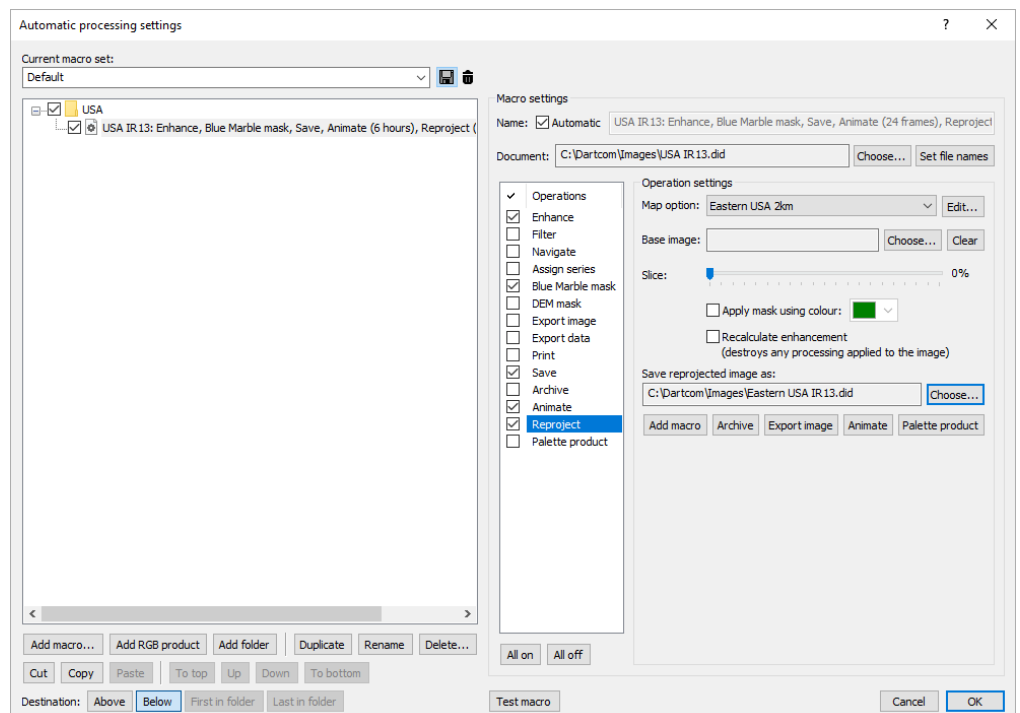 Automatic processing settings
?
Current macro set:
Default
USA
USA IR13: Enhance, Blue Marble mask, Save, Animate (6 hours), Reproject (
Add macro...
Add RGB product
Add folder
Duplicate
Rename
Delete...
Cut
Copy
Paste
To top
Up
Down
To bottom
Destination:
Above
Below
First in folder
Last in folder
Macro settings
Name:
Automatic
USA IR13: Enhance, Blue Marble mask, Save, Animate (24 frames), Reproject
Document:
C:\Dartcom\Images\USA IR13.did
Choose...
Set file names
Operations
Enhance
Filter
Navigate
Assign series
Blue Marble mask
DEM mask
Export image
Export data
Print
Save
Archive
Animate
Reproject
Palette product
All on
All off
Operation settings
Map option:
Eastern USA 2km
Edit...
Base image:
Choose...
Clear
Slice:
0%
Apply mask using colour:
Recalculate enhancement
(destroys any processing applied to the image)
Save reprojected image as:
C:\Dartcom\Images\Eastern USA IR13.did
Choose...
Add macro
Archive
Export image
Animate
Palette product
Test macro
Cancel
OK